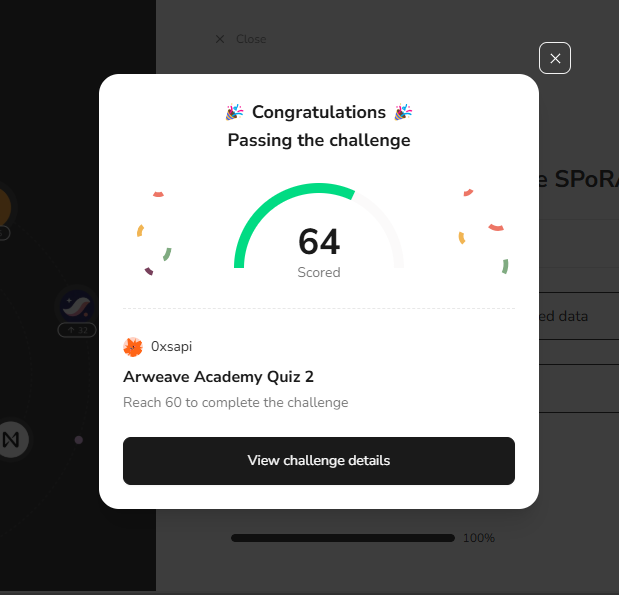 Close
Congratulations
Passing the challenge
e SPoRA
64
Scored
ed data
32
0xsapi
Arweave Academy Quiz 2
Reach 60 to complete the challenge
View challenge details
100%